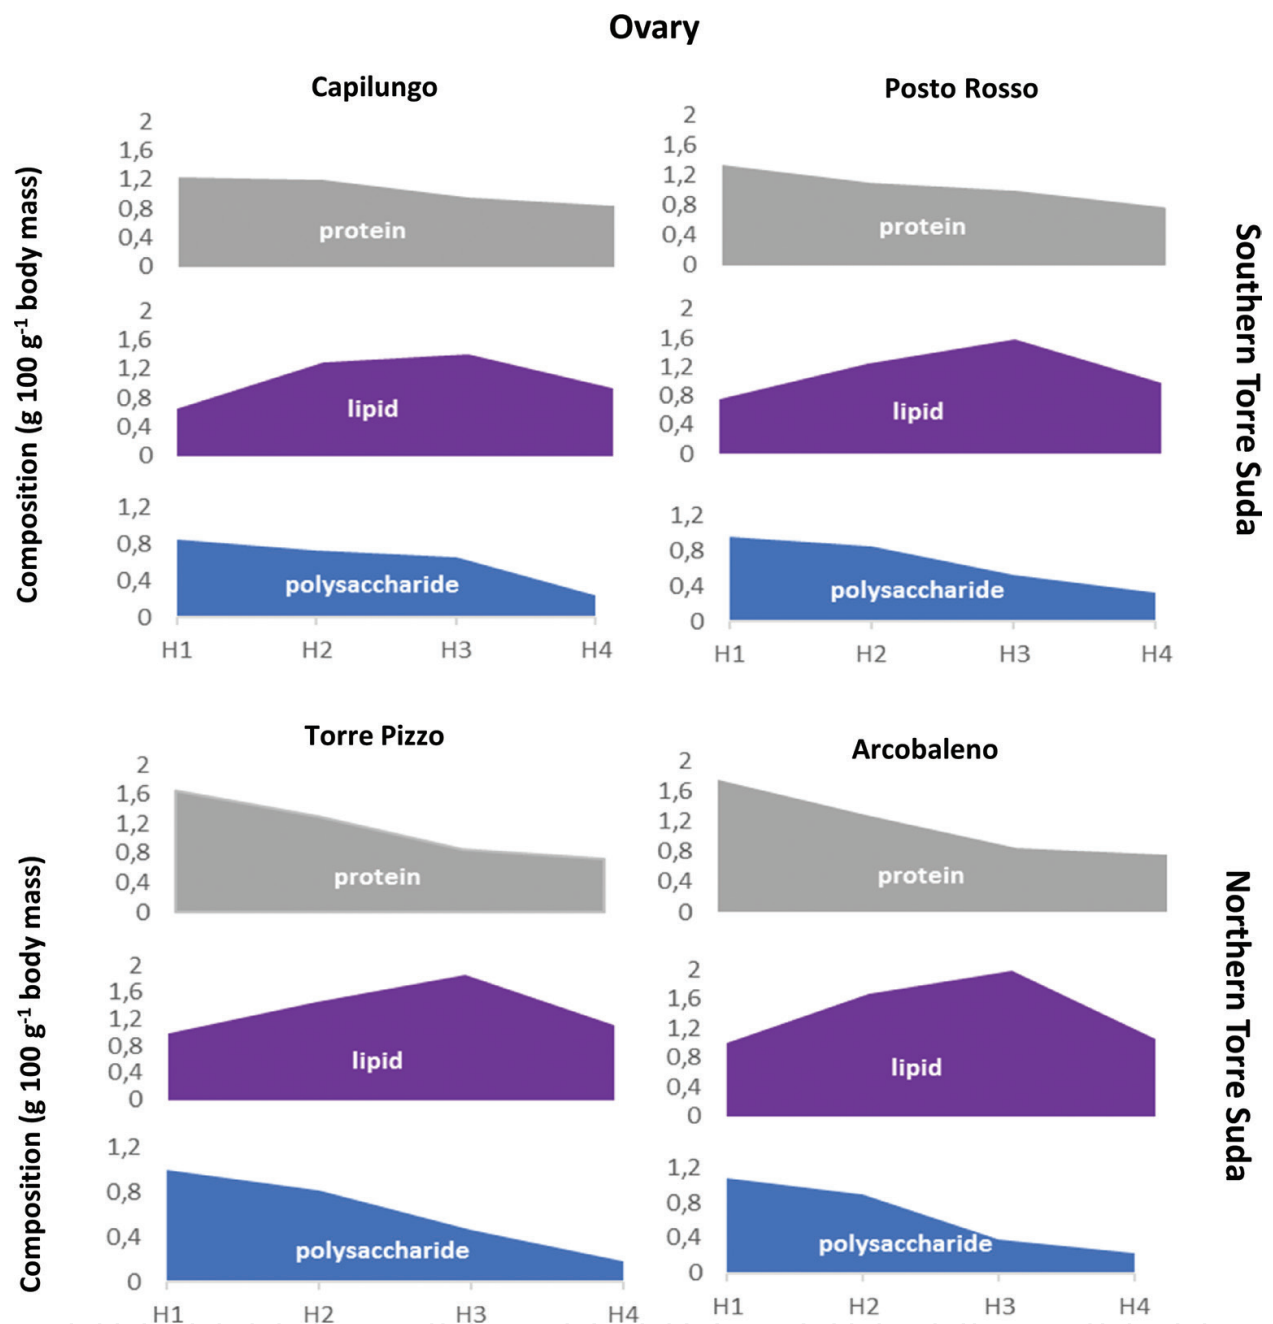 Ovary
Capilungo
Posto Rosso
Composition (g 100 g⁻¹ body mass)
2
1,6
1,2
0,8
0,4
0
protein
2
1,6
1,2
0,8
0,4
0
protein
2
1,6
1,2
0,8
0,4
0
lipid
2
1,6
1,2
0,8
0,4
0
lipid
1,2
0,8
0,4
0
polysaccharide
H1 H2 H3 H4
1,2
0,8
0,4
0
polysaccharide
H1 H2 H3 H4
Southern Torre Suda
Torre Pizzo
Arcobaleno
Composition (g 100 g⁻¹ body mass)
2
1,6
1,2
0,8
0,4
0
protein
2
1,6
1,2
0,8
0,4
0
protein
2
1,6
1,2
0,8
0,4
0
lipid
2
1,6
1,2
0,8
0,4
0
lipid
1,2
0,8
0,4
0
polysaccharide
H1 H2 H3 H4
1,2
0,8
0,4
0
polysaccharide
H1 H2 H3 H4
Northern Torre Suda